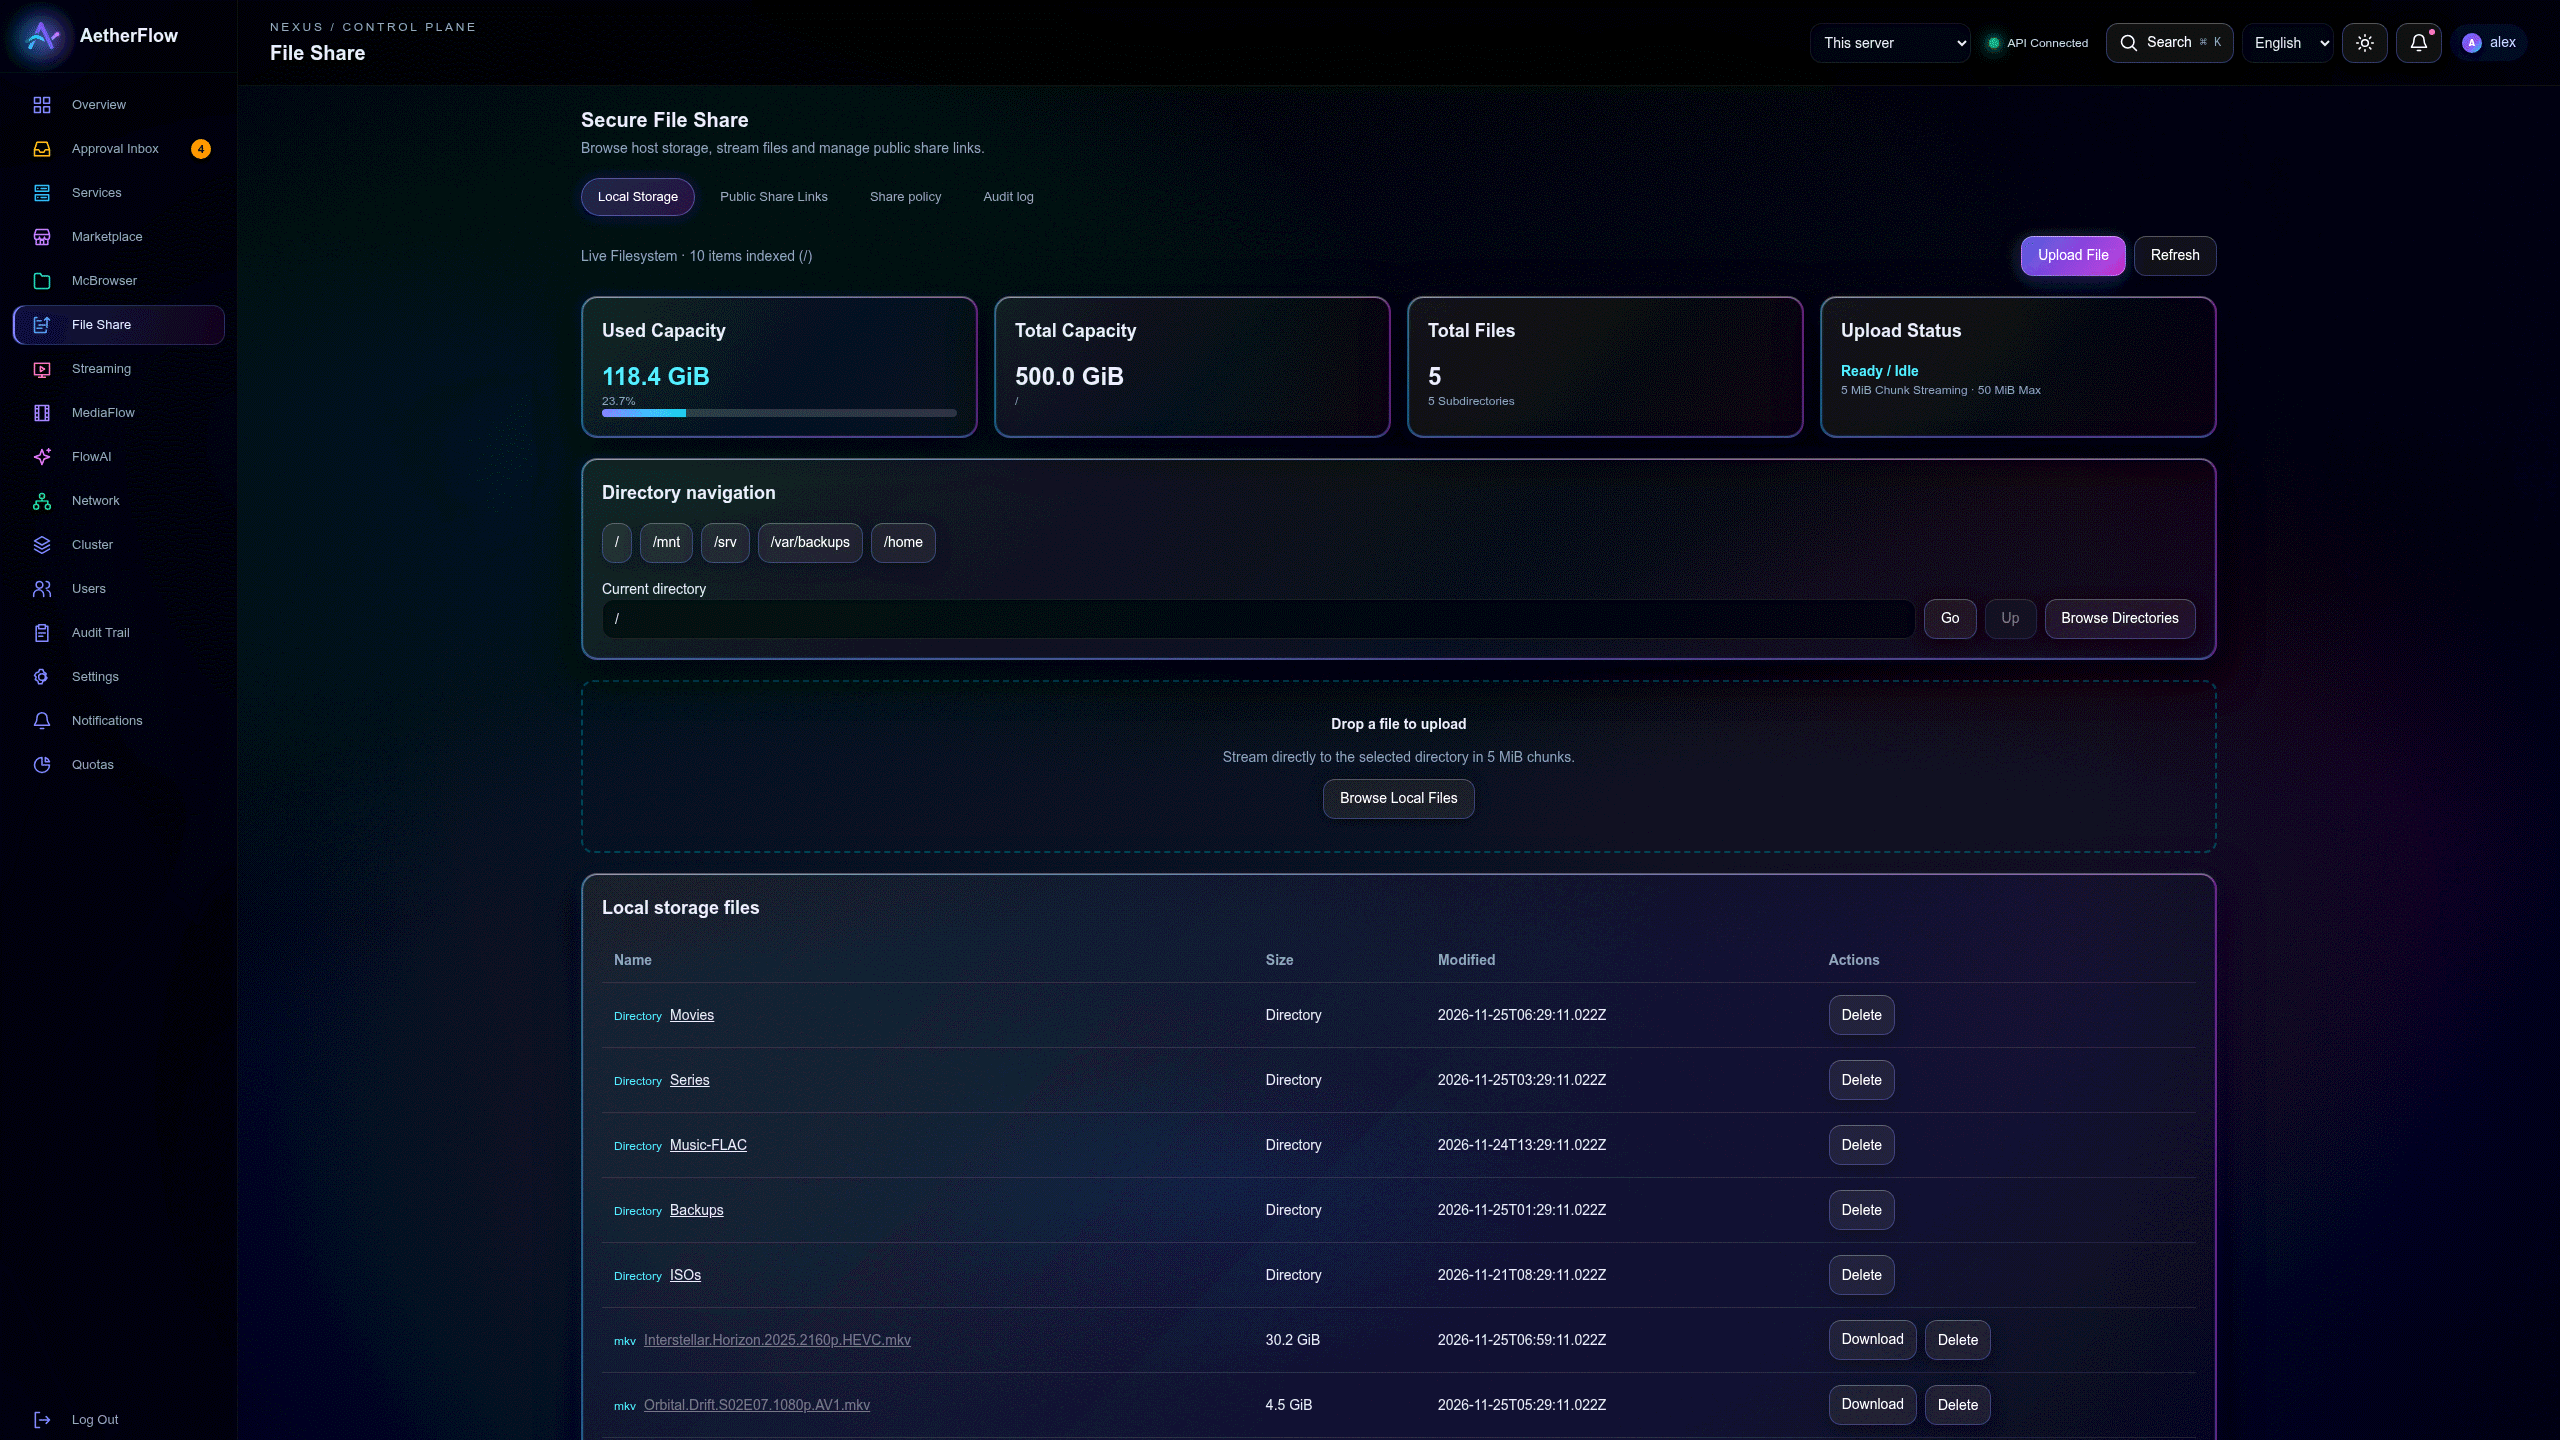 AetherFlow
Overview
Approval Inbox 4
Services
Marketplace
McBrowser
File Share
Streaming
MediaFlow
FlowAI
Network
Cluster
Users
Audit Trail
Settings
Notifications
Quotas
Log Out
NEXUS / CONTROL PLANE
File Share
This server API Connected Search ⌘ K English A alex
Secure File Share
Browse host storage, stream files and manage public share links.
Local Storage Public Share Links Share policy Audit log
Live Filesystem · 10 items indexed (/) Upload File Refresh
Used Capacity
118.4 GiB
23.7%
Total Capacity
500.0 GiB
/
Total Files
5
5 Subdirectories
Upload Status
Ready / Idle
5 MiB Chunk Streaming · 50 MiB Max
Directory navigation
/ /mnt /srv /var/backups /home
Current directory
/ Go Up Browse Directories
Drop a file to upload
Stream directly to the selected directory in 5 MiB chunks.
Browse Local Files
Local storage files
Name Size Modified Actions
Directory Movies Directory 2026-11-25T06:29:11.022Z Delete
Directory Series Directory 2026-11-25T03:29:11.022Z Delete
Directory Music-FLAC Directory 2026-11-24T13:29:11.022Z Delete
Directory Backups Directory 2026-11-25T01:29:11.022Z Delete
Directory ISOs Directory 2026-11-21T08:29:11.022Z Delete
mkv Interstellar.Horizon.2025.2160p.HEVC.mkv 30.2 GiB 2026-11-25T06:59:11.022Z Download Delete
mkv Orbital.Drift.S02E07.1080p.AV1.mkv 4.5 GiB 2026-11-25T05:29:11.022Z Download Delete